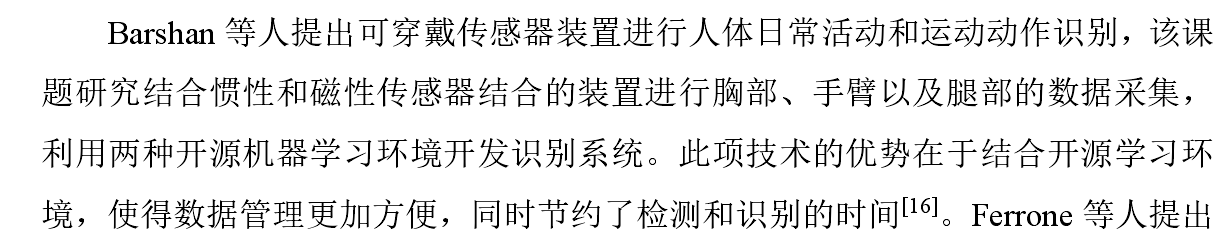 Barshan 等人提出可穿戴传感器装置进行人体日常活动和运动动作识别，该课
题研究结合惯性和磁性传感器结合的装置进行胸部、手臂以及腿部的数据采集，
利用两种开源机器学习环境开发识别系统。此项技术的优势在于结合开源学习环
境，使得数据管理更加方便，同时节约了检测和识别的时间[16]。Ferrone 等人提出